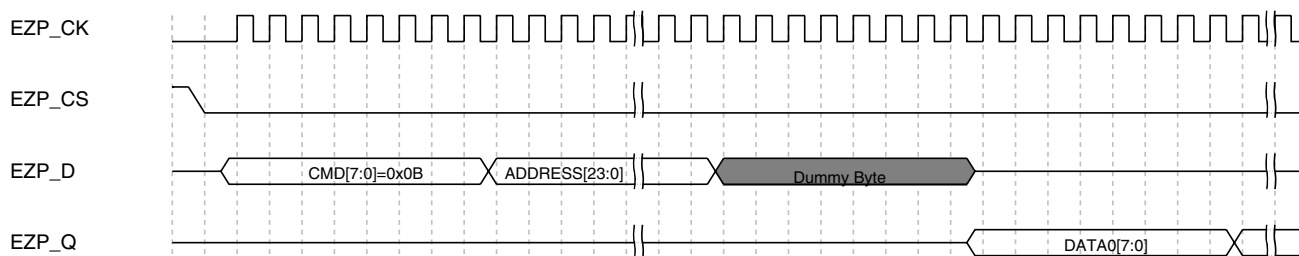 EZP_CK
EZP_CS
EZP_D
CMD[7:0]=0x0B
ADDRESS[23:0]
Dummy Byte
EZP_Q
DATA0[7:0]